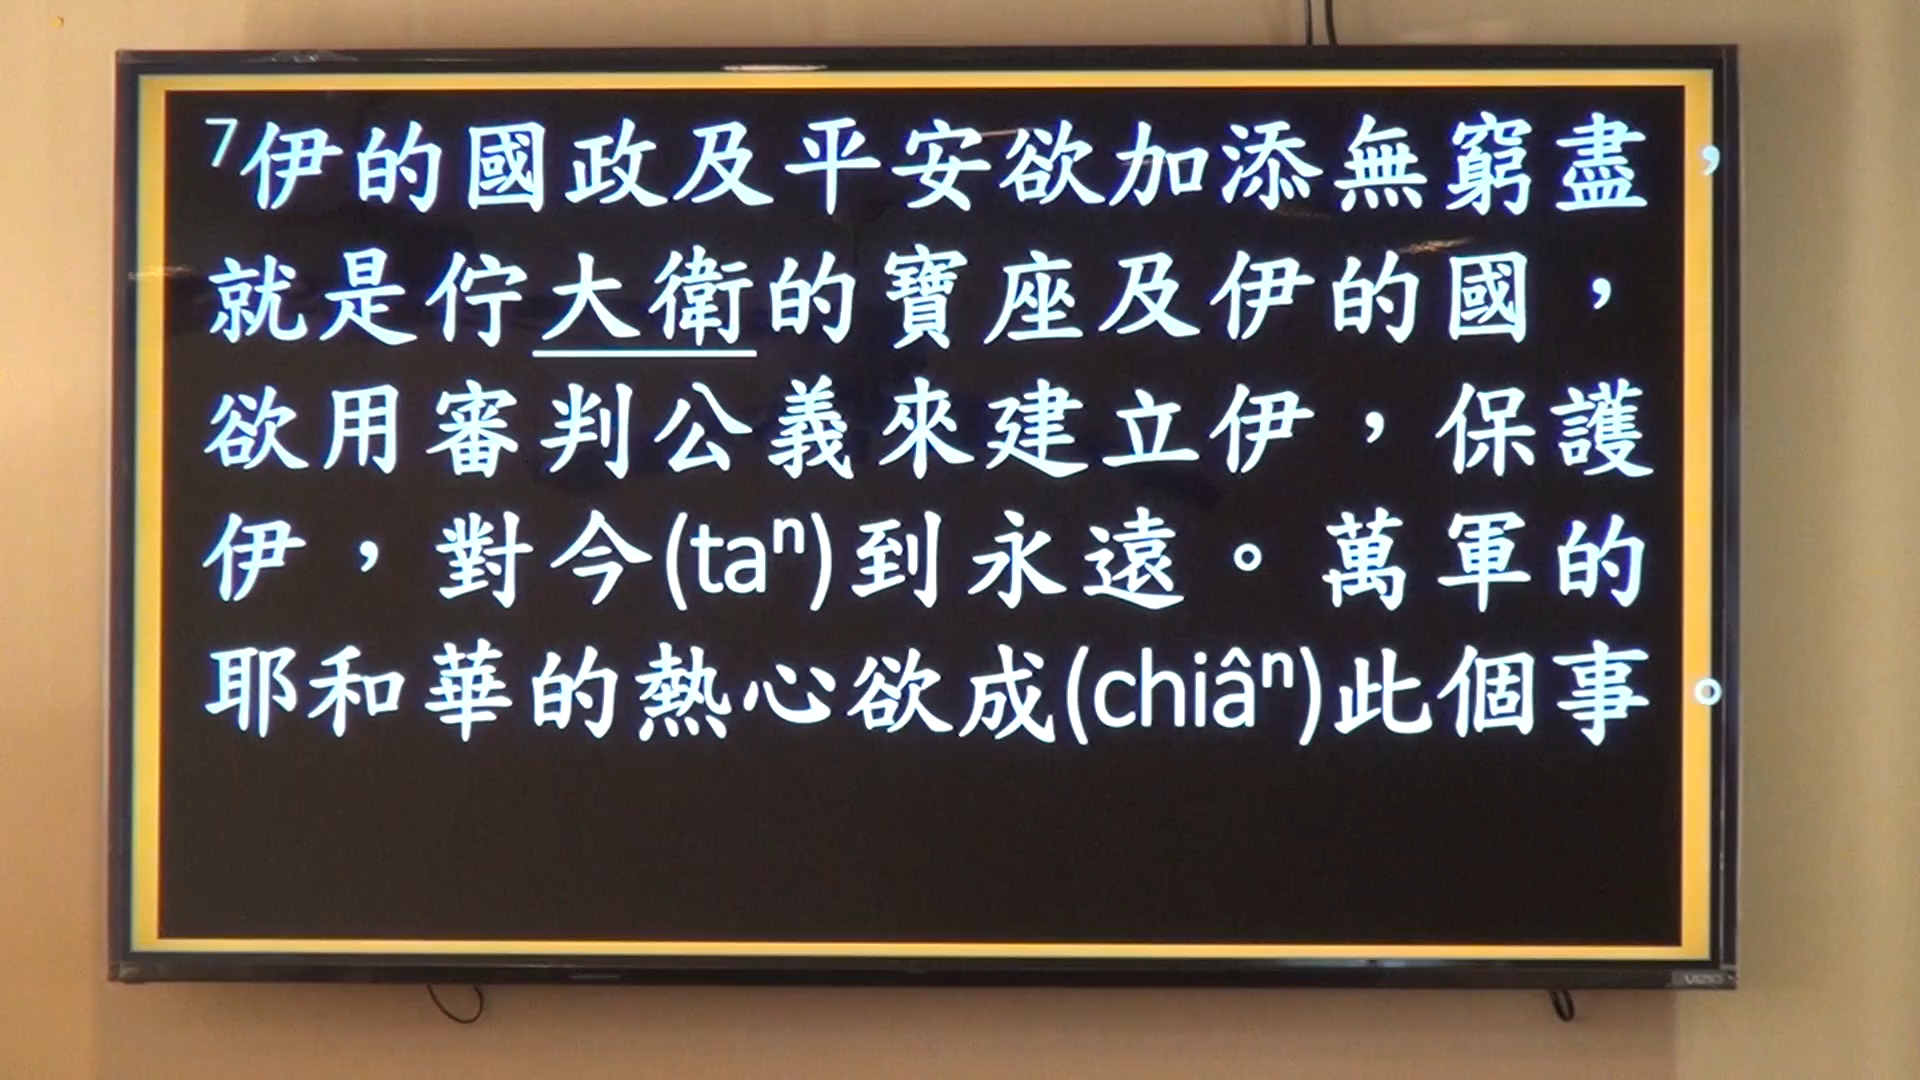 7伊的國政及平安欲加添無窮盡，
就是佇大衛的寶座及伊的國，
欲用審判公義來建立伊，保護
伊，對今(taⁿ)到永遠。萬軍的
耶和華的熱心欲成(chiâⁿ)此個事。
VIZIO